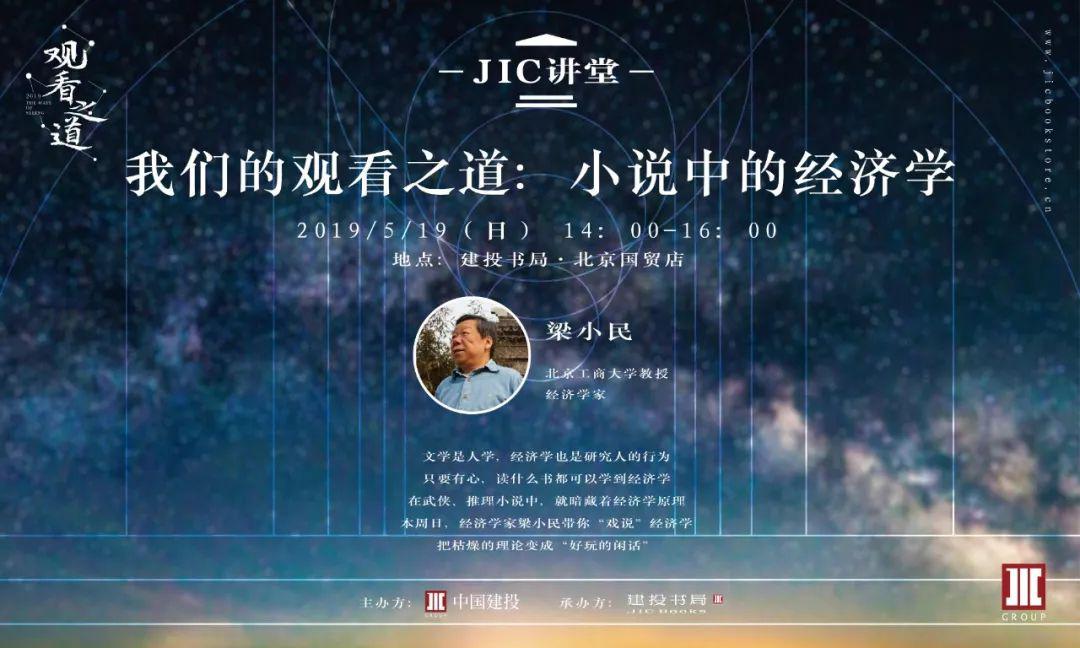 观看之道
2019
THE WAYS
OF
SEEING
JIC讲堂
www.jicbookstore.cn
我们的观看之道：小说中的经济学
2019/5/19（日） 14：00-16：00
地点：建投书局·北京国贸店
梁小民
北京工商大学教授
经济学家
文学是人学，经济学也是研究人的行为
只要有心，读什么书都可以学到经济学
在武侠、推理小说中，就暗藏着经济学原理
本周日，经济学家梁小民带你“戏说”经济学
把枯燥的理论变成“好玩的闲话”
主办方：JIC GROUP 中国建投 承办方：建投书局 JIC Books JIC
JIC
GROUP